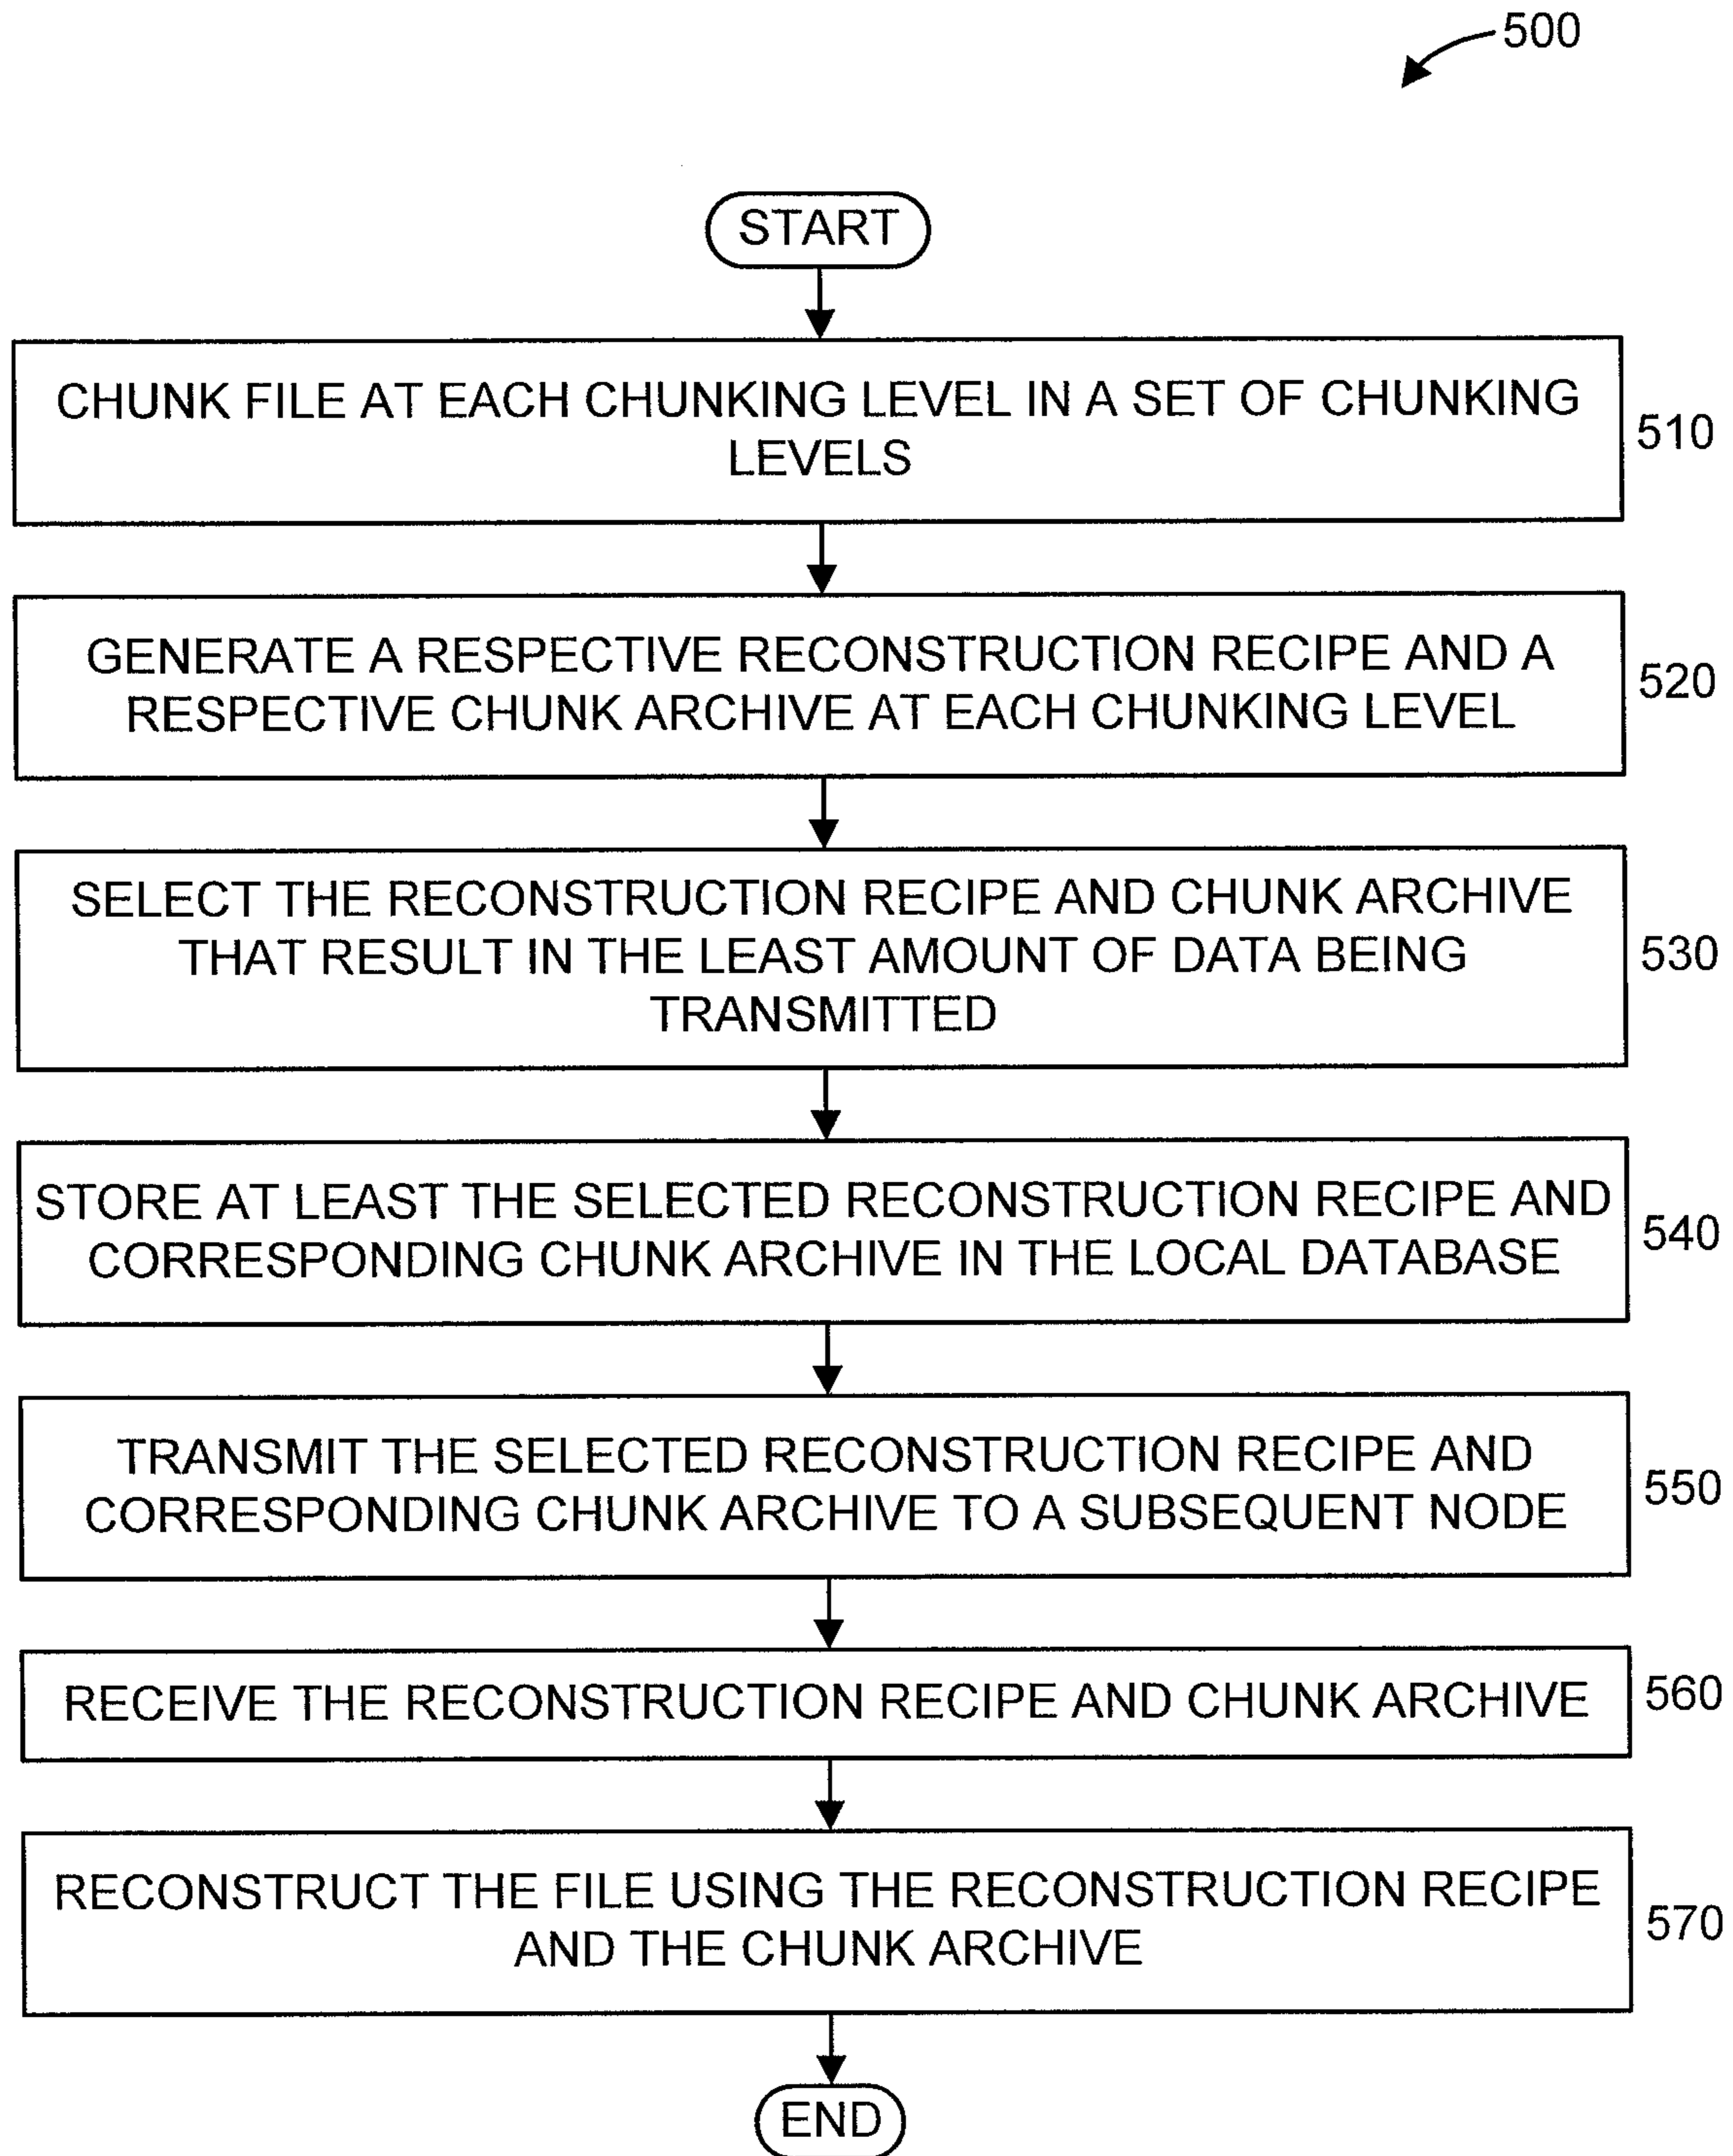 500
START
CHUNK FILE AT EACH CHUNKING LEVEL IN A SET OF CHUNKING
LEVELS
510
GENERATE A RESPECTIVE RECONSTRUCTION RECIPE AND A
RESPECTIVE CHUNK ARCHIVE AT EACH CHUNKING LEVEL
520
SELECT THE RECONSTRUCTION RECIPE AND CHUNK ARCHIVE
THAT RESULT IN THE LEAST AMOUNT OF DATA BEING
TRANSMITTED
530
STORE AT LEAST THE SELECTED RECONSTRUCTION RECIPE AND
CORRESPONDING CHUNK ARCHIVE IN THE LOCAL DATABASE
540
TRANSMIT THE SELECTED RECONSTRUCTION RECIPE AND
CORRESPONDING CHUNK ARCHIVE TO A SUBSEQUENT NODE
550
RECEIVE THE RECONSTRUCTION RECIPE AND CHUNK ARCHIVE
560
RECONSTRUCT THE FILE USING THE RECONSTRUCTION RECIPE
AND THE CHUNK ARCHIVE
570
END